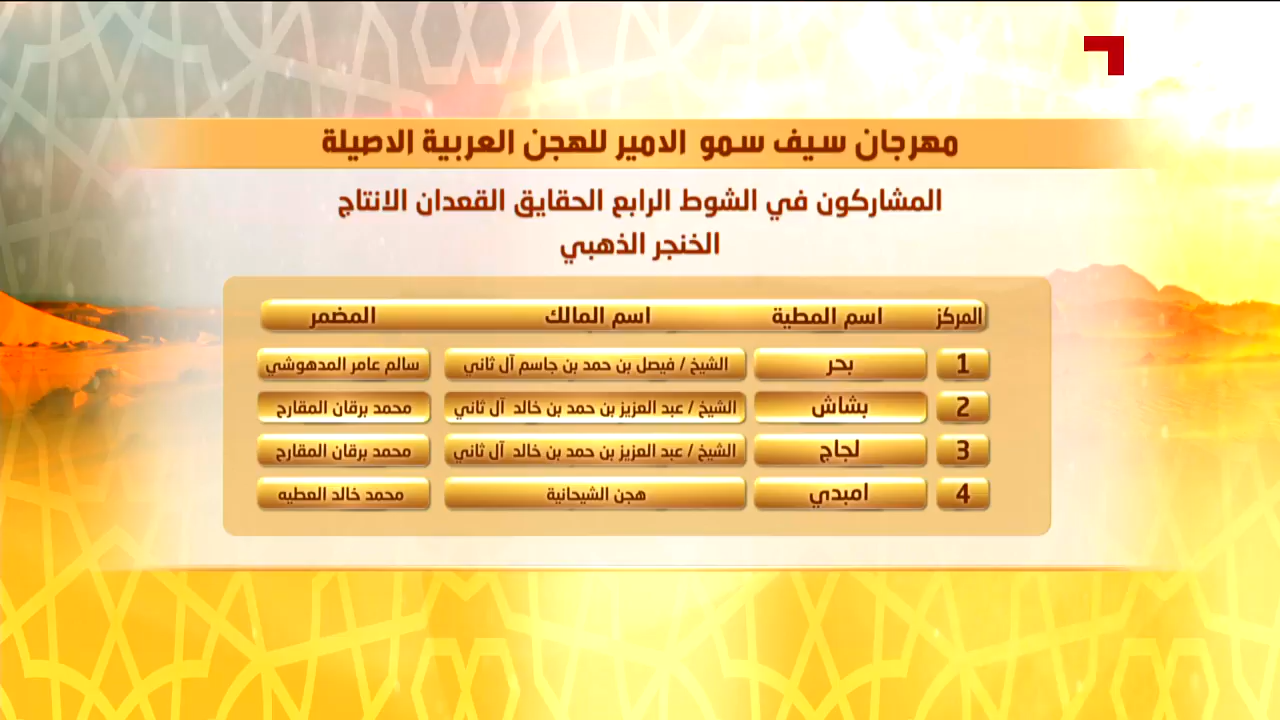 مهرجان سيف سمو الامير للهجن العربية الاصيلة
المشاركون في الشوط الرابع الحقايق القعدان الانتاج
الخنجر الذهبي
المركز اسم المطية اسم المالك المضمر
1 بحر الشيخ / فيصل بن حمد بن جاسم آل ثاني سالم عامر المدهوشي
2 بشاش الشيخ / عبد العزيز بن حمد بن خالد آل ثاني محمد برقان المقارح
3 لجاج الشيخ / عبد العزيز بن حمد بن خالد آل ثاني محمد برقان المقارح
4 امبدي هجن الشيحانية محمد خالد العطيه